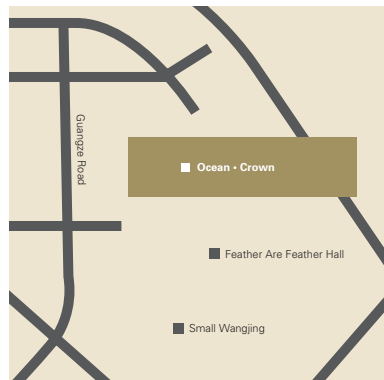 Guangze Road
Ocean • Crown
Feather Are Feather Hall
Small Wangjing